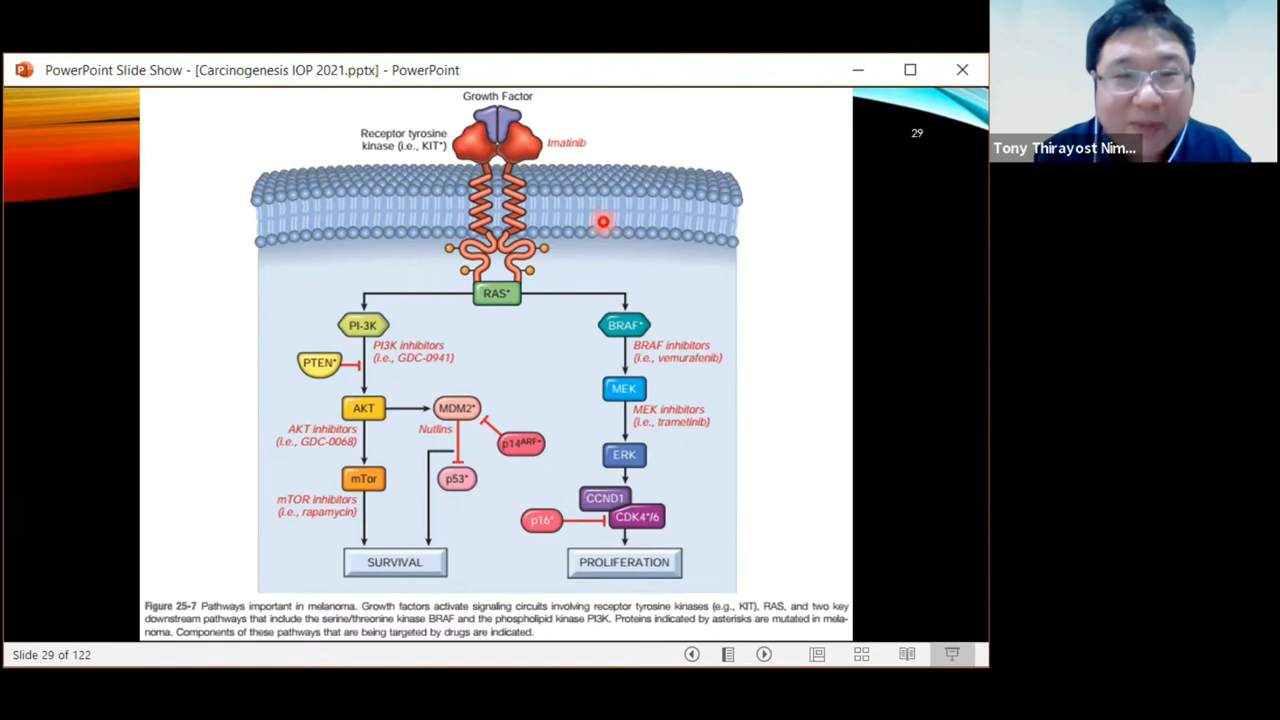 PowerPoint Slide Show - [Carcinogenesis IOP 2021.pptx] - PowerPoint
29
Tony Thirayost Nim...
Growth Factor
Receptor tyrosine
kinase (i.e., KIT*)
Imatinib
RAS*
PI-3K
BRAF*
PI3K inhibitors
(i.e., GDC-0941)
BRAF inhibitors
(i.e., vemurafenib)
PTEN*
MEK
AKT
MDM2*
MEK inhibitors
(i.e., trametinib)
AKT inhibitors
(i.e., GDC-0068)
Nutlins
p14ARF*
ERK
mTor
p53*
mTOR inhibitors
(i.e., rapamycin)
CCND1
p16*
CDK4*/6
SURVIVAL
PROLIFERATION
Figure 25-7 Pathways important in melanoma. Growth factors activate signaling circuits involving receptor tyrosine kinases (e.g., KIT), RAS, and two key
downstream pathways that include the serine/threonine kinase BRAF and the phospholipid kinase PI3K. Proteins indicated by asterisks are mutated in mela-
noma. Components of these pathways that are being targeted by drugs are indicated.
Slide 29 of 122